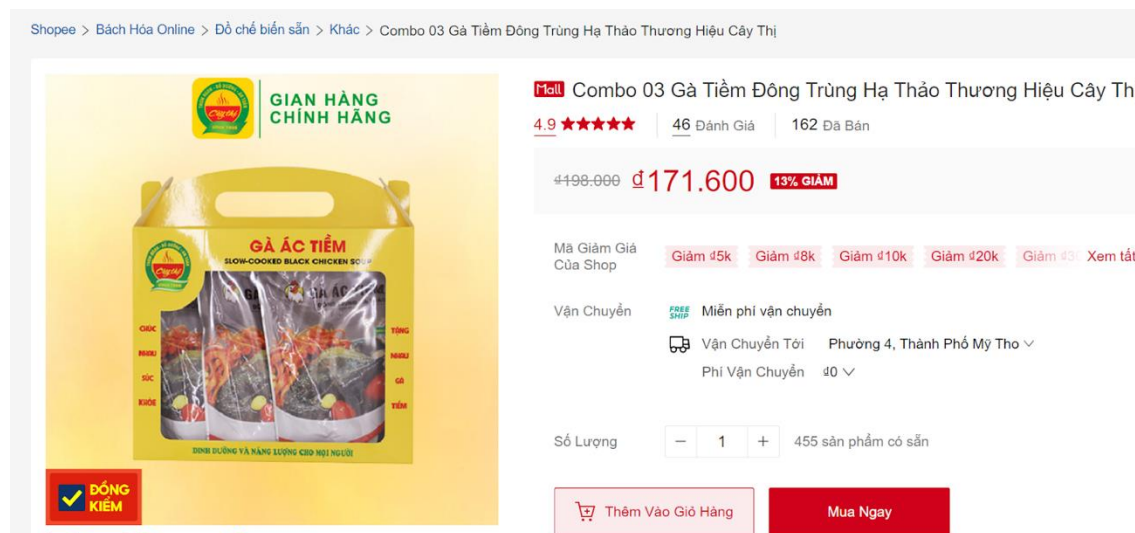 Shopee > Bách Hóa Online > Đồ chế biến sẵn > Khác > Combo 03 Gà Tiềm Đông Trùng Hạ Thảo Thương Hiệu Cây Thị
GIAN HÀNG
CHÍNH HÃNG
Cây thị
GÀ ÁC TIỀM
SLOW-COOKED BLACK CHICKEN SOUP
Cây thị
CHÚC
NHAU
SỨC
KHỎE
TẶNG
NHAU
GÀ
TIỀM
DINH DƯỠNG VÀ NĂNG LƯỢNG CHO MỌI NGƯỜI
ĐỒNG
KIỂM
Mall Combo 03 Gà Tiềm Đông Trùng Hạ Thảo Thương Hiệu Cây Th
4.9 46 Đánh Giá 162 Đã Bán
₫198.000 ₫171.600 13% GIẢM
Mã Giảm Giá
Của Shop
Giảm ₫5k Giảm ₫8k Giảm ₫10k Giảm ₫20k Giảm Xem tất
Vận Chuyển FREE SHIP Miễn phí vận chuyển
Vận Chuyển Tới Phường 4, Thành Phố Mỹ Tho
Phí Vận Chuyển ₫0
Số Lượng − 1 + 455 sản phẩm có sẵn
Thêm Vào Giỏ Hàng Mua Ngay